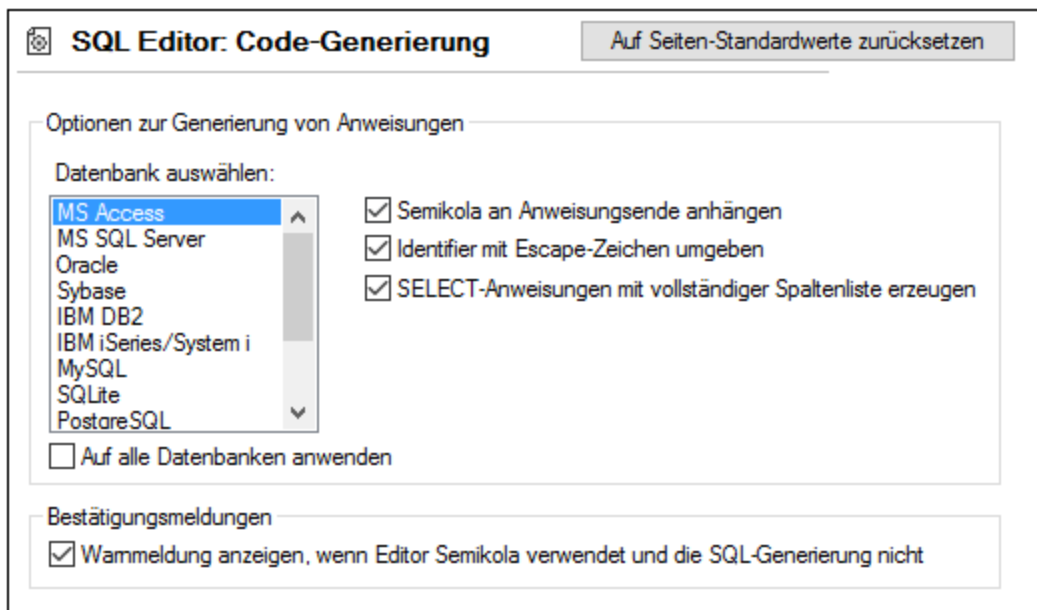 SQL Editor: Code-Generierung
Auf Seiten-Standardwerte zurücksetzen
Optionen zur Generierung von Anweisungen
Datenbank auswählen:
MS Access
MS SQL Server
Oracle
Sybase
IBM DB2
IBM iSeries/System i
MySQL
SQLite
PostgreSQL
Semikola an Anweisungsende anhängen
Identifier mit Escape-Zeichen umgeben
SELECT-Anweisungen mit vollständiger Spaltenliste erzeugen
Auf alle Datenbanken anwenden
Bestätigungsmeldungen
Warnmeldung anzeigen, wenn Editor Semikola verwendet und die SQL-Generierung nicht